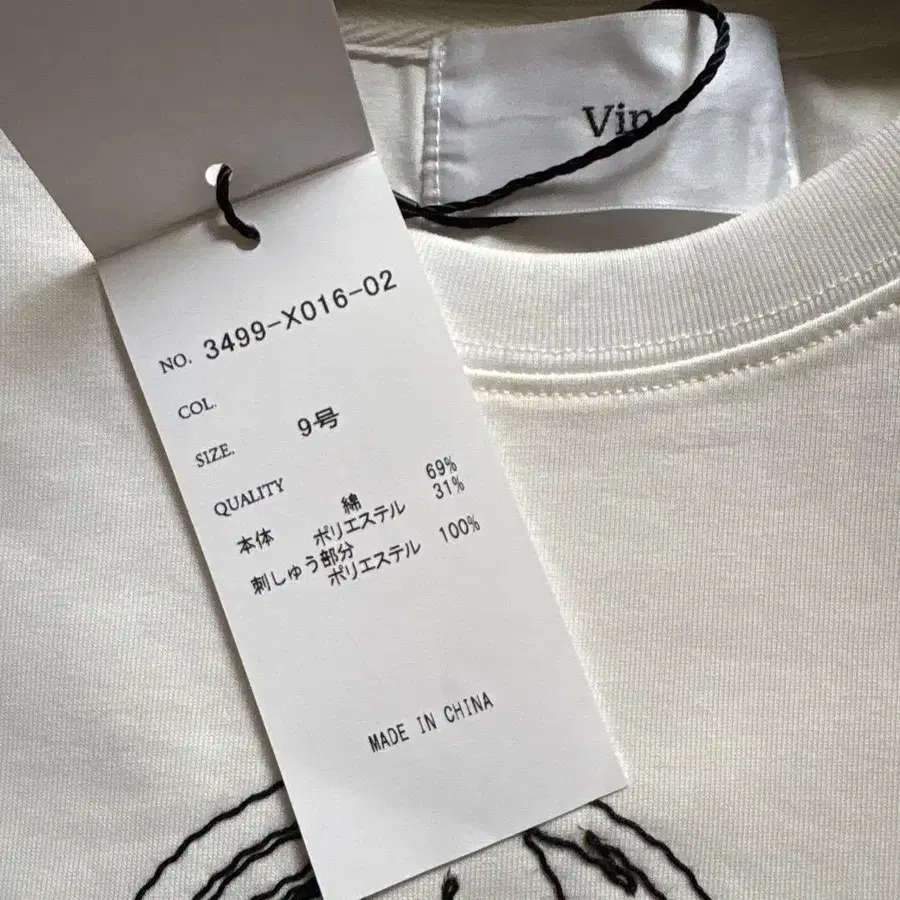 Vin
NO. 3499-X016-02
COL.
SIZE. 9号
QUALITY
本体 綿 69%
ポリエステル 31%
刺しゅう部分
ポリエステル 100%
MADE IN CHINA